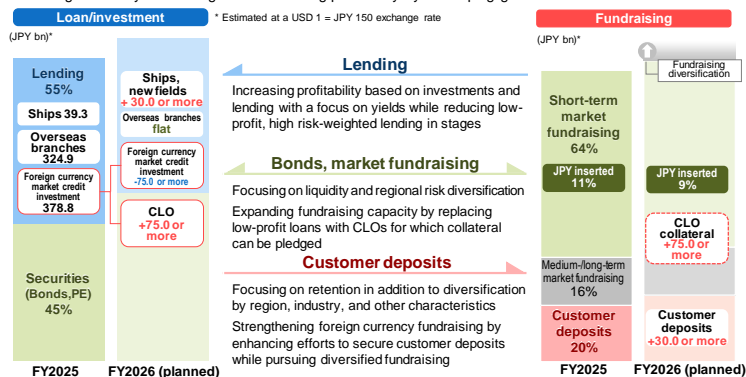 Loan/investment
* Estimated at a USD 1 = JPY 150 exchange rate
Fundraising
(JPY bn)*
Lending
55%
Ships 39.3
Overseas
branches
324.9
Foreign currency
market credit
investment
378.8
Securities
(Bonds,PE)
45%
FY2025
Ships,
new fields
+ 30.0 or more
Overseas branches
flat
Foreign currency
market credit
investment
-75.0 or more
CLO
+75.0 or
more
FY2026 (planned)
Lending
Increasing profitability based on investments and
lending with a focus on yields while reducing low-
profit, high risk-weighted lending in stages
Bonds, market fundraising
Focusing on liquidity and regional risk diversification
Expanding fundraising capacity by replacing
low-profit loans with CLOs for which collateral
can be pledged
Customer deposits
Focusing on retention in addition to diversification
by region, industry, and other characteristics
Strengthening foreign currency fundraising by
enhancing efforts to secure customer deposits
while pursuing diversified fundraising
(JPY bn)*
Short-term
market
fundraising
64%
JPY inserted
11%
Medium-/long-term
market fundraising
16%
Customer
deposits
20%
FY2025
Fundraising
diversification
JPY inserted
9%
CLO
collateral
+75.0 or
more
Customer
deposits
+30.0 or more
FY2026 (planned)